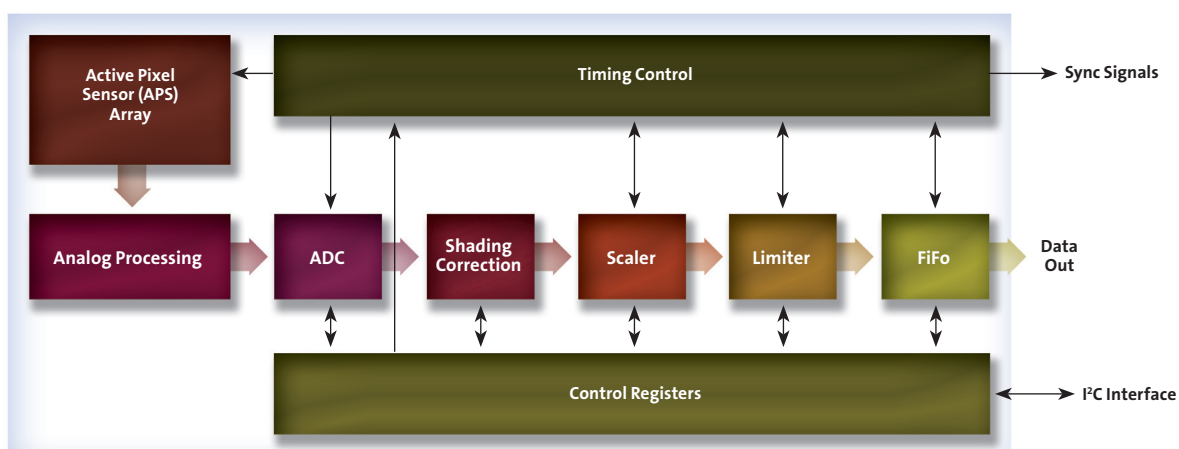 Active Pixel
Sensor (APS)
Array
Timing Control
Sync Signals
Analog Processing
ADC
Shading
Correction
Scaler
Limiter
FiFo
Data
Out
Control Registers
I²C Interface